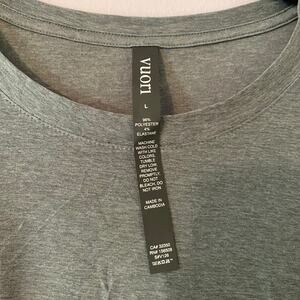 vuori
L
96%
POLYESTER
4%
ELASTANE
MACHINE
WASH COLD
WITH LIKE
COLORS. TUMBLE
DRY LOW.
REMOVE
PROMPTLY.
DO NOT
BLEACH. DO
NOT IRON
MADE IN
CAMBODIA